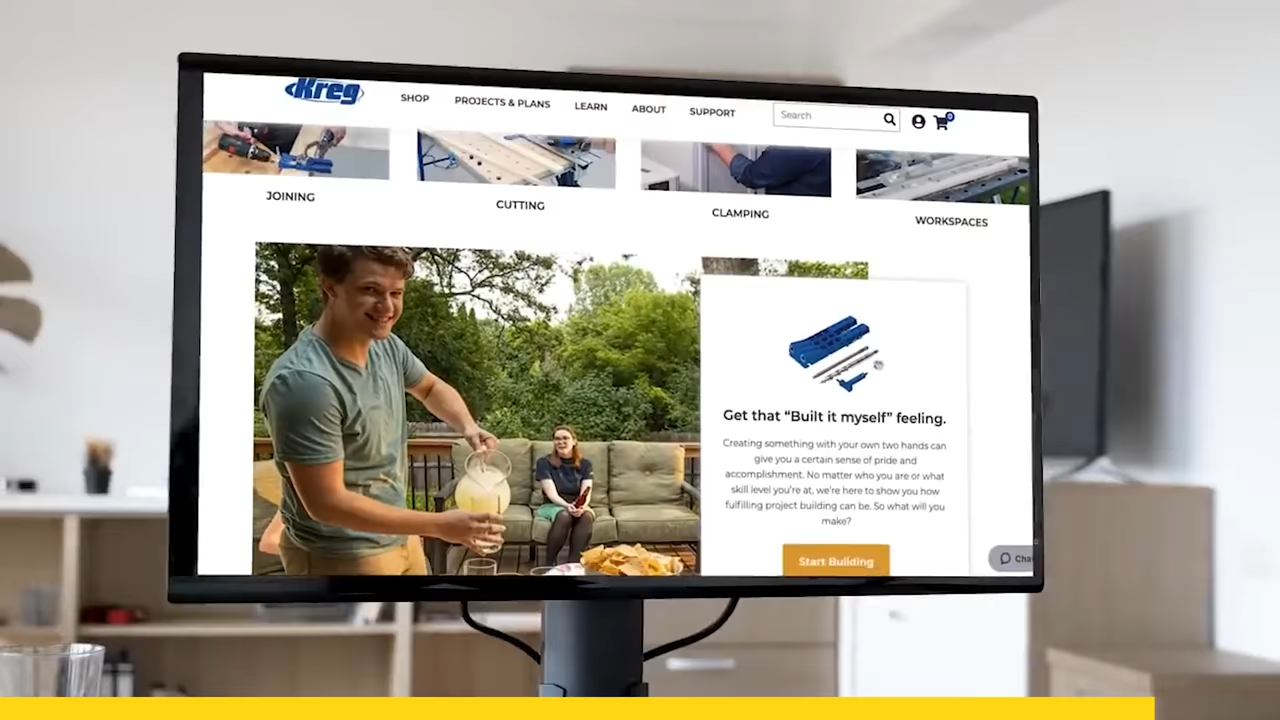 Kreg
SHOP PROJECTS & PLANS LEARN ABOUT SUPPORT
Search
0
JOINING
CUTTING
CLAMPING
WORKSPACES
Get that “Built it myself” feeling.
Creating something with your own two hands can
give you a certain sense of pride and
accomplishment. No matter who you are or what
skill level you're at, we're here to show you how
fulfilling project building can be. So what will you
make?
Start Building